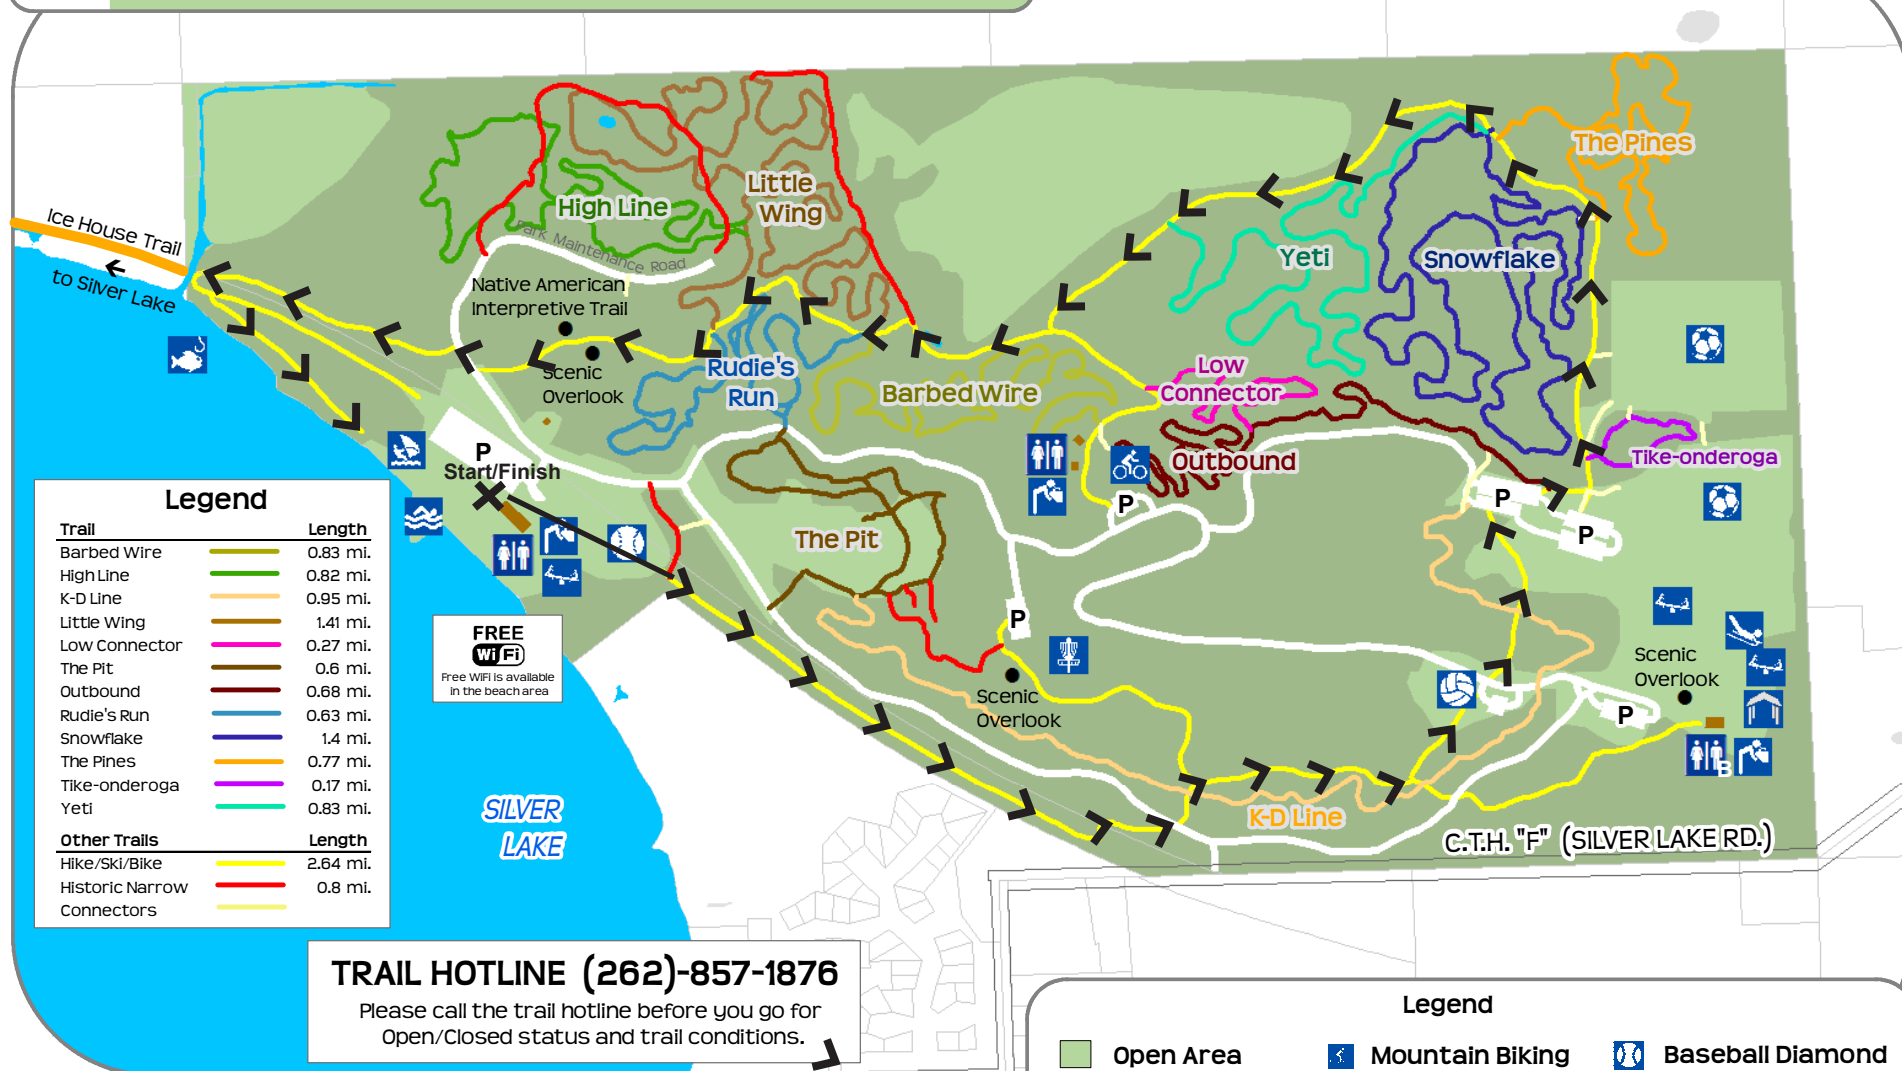 Ice House Trail
to Silver Lake
High Line
Little
Wing
Park Maintenance Road
Native American
Interpretive Trail
Scenic
Overlook
Rudie's
Run
Barbed Wire
Low
Connector
Yeti
Snowflake
The Pines
Tike-onderoga
Outbound
The Pit
P
Start/Finish
P
P
P
P
P
Scenic
Overlook
Scenic
Overlook
K-D Line
B
C.T.H. "F" (SILVER LAKE RD.)
FREE
Wi Fi
Free WiFi is available
in the beach area
SILVER
LAKE
Legend
Trail Length
Barbed Wire 0.83 mi.
High Line 0.82 mi.
K-D Line 0.95 mi.
Little Wing 1.41 mi.
Low Connector 0.27 mi.
The Pit 0.6 mi.
Outbound 0.68 mi.
Rudie's Run 0.63 mi.
Snowflake 1.4 mi.
The Pines 0.77 mi.
Tike-onderoga 0.17 mi.
Yeti 0.83 mi.
Other Trails Length
Hike/Ski/Bike 2.64 mi.
Historic Narrow 0.8 mi.
Connectors
TRAIL HOTLINE (262)-857-1876
Please call the trail hotline before you go for
Open/Closed status and trail conditions.
Legend
Open Area Mountain Biking Baseball Diamond